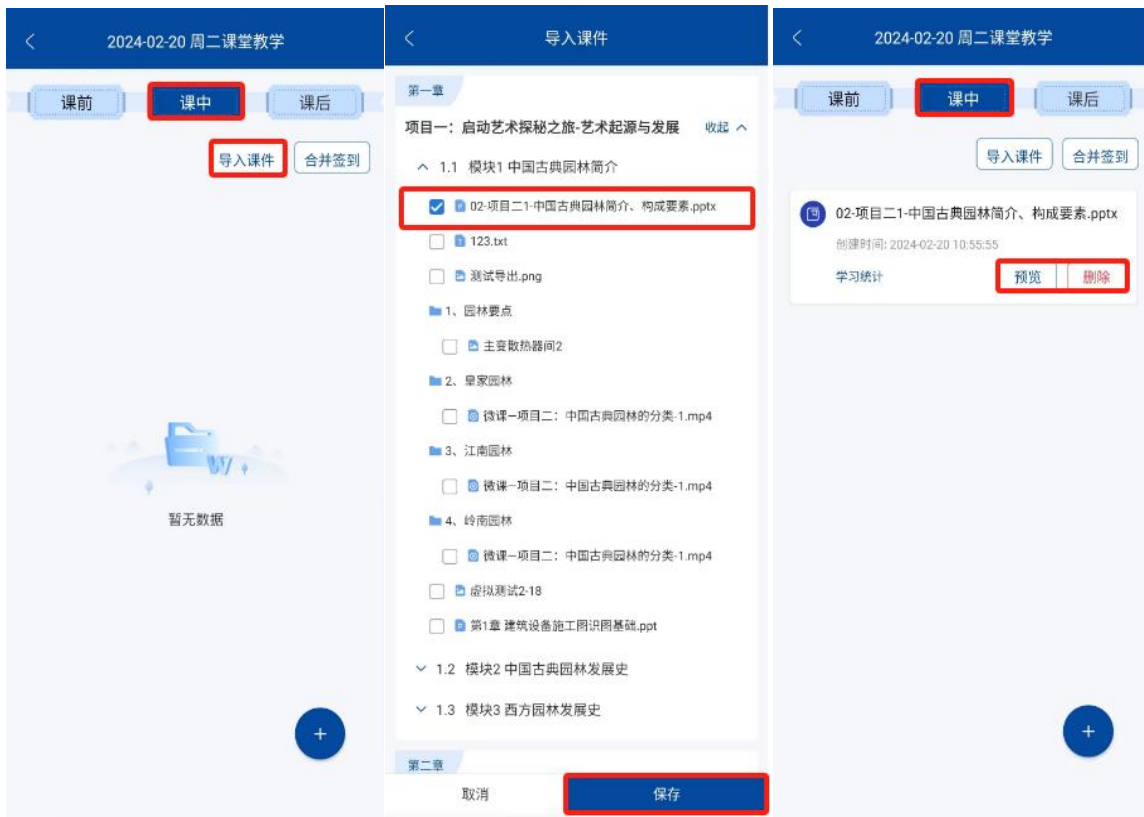 2024-02-20 周二课堂教学
课前
课中
课后
导入课件
合并签到
暂无数据
+
导入课件
第一章
项目一：启动艺术探秘之旅-艺术起源与发展 收起
1.1 模块1 中国古典园林简介
02-项目二1-中国古典园林简介、构成要素.pptx
123.txt
测试导出.png
1、园林要点
主变散热器间2
2、皇家园林
微课—项目二：中国古典园林的分类-1.mp4
3、江南园林
微课—项目二：中国古典园林的分类-1.mp4
4、岭南园林
微课—项目二：中国古典园林的分类-1.mp4
虚拟测试2-18
第1章 建筑设备施工图识图基础.ppt
1.2 模块2 中国古典园林发展史
1.3 模块3 西方园林发展史
第二章
取消
保存
2024-02-20 周二课堂教学
课前
课中
课后
导入课件
合并签到
02-项目二1-中国古典园林简介、构成要素.pptx
创建时间: 2024-02-20 10:55:55
学习统计
预览
删除
+